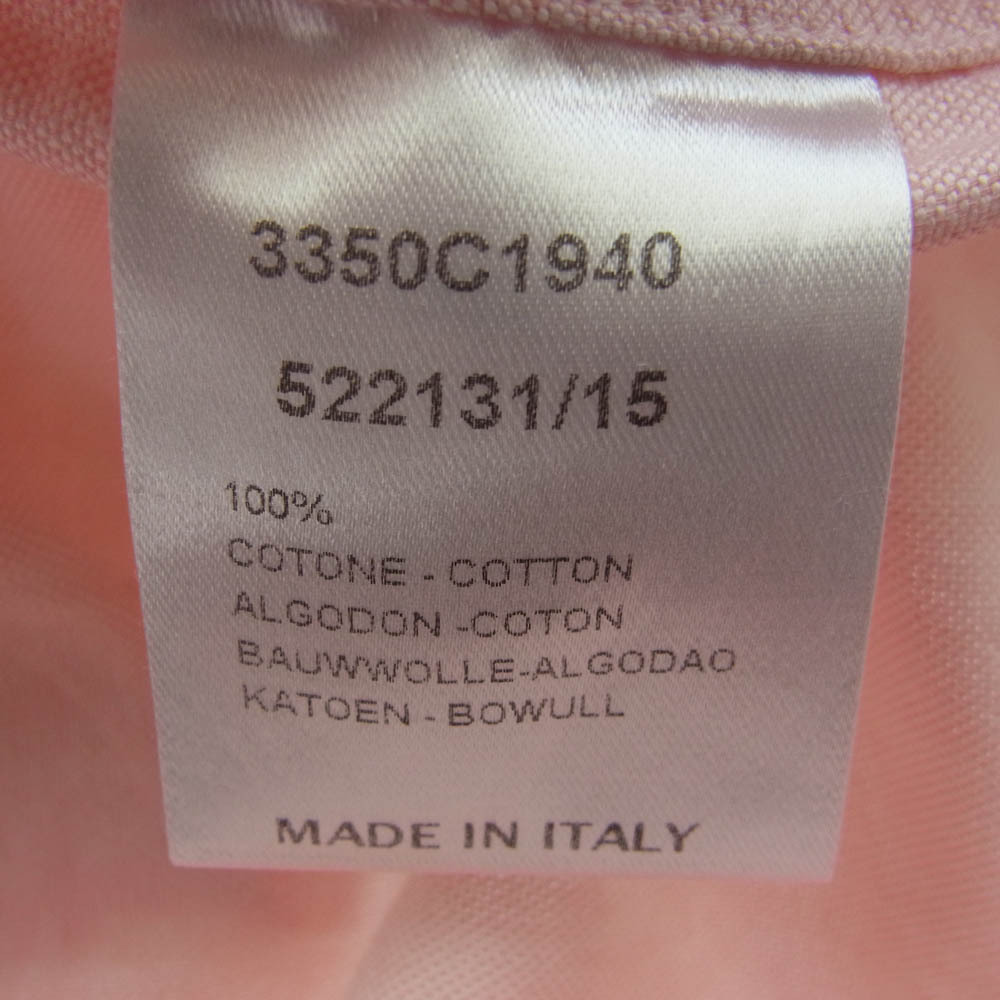 3350C1940
522131/15
100%
COTONE - COTTON
ALGODON -COTON
BAUWWOLLE-ALGODAO
KATOEN - BOWULL
MADE IN ITALY